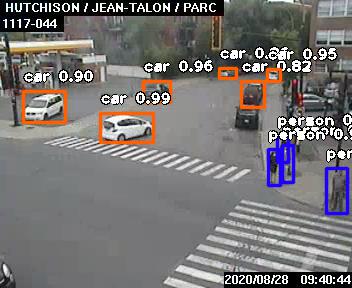 HUTCHISON / JEAN-TALON / PARC
1117-044
car 0.95
car 0.96
car 0.82
car 0.90
car 0.99
person
person 0.
2020/08/28 09:40:44